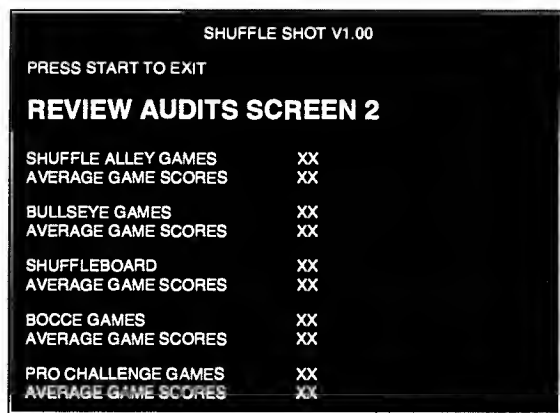 SHUFFLE SHOT V1.00
PRESS START TO EXIT
REVIEW AUDITS SCREEN 2
SHUFFLE ALLEY GAMES XX
AVERAGE GAME SCORES XX
BULLSEYE GAMES XX
AVERAGE GAME SCORES XX
SHUFFLEBOARD XX
AVERAGE GAME SCORES XX
BOCCE GAMES XX
AVERAGE GAME SCORES XX
PRO CHALLENGE GAMES XX
AVERAGE GAME SCORES XX